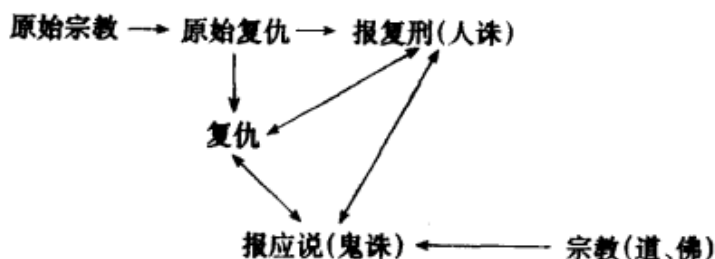 原始宗教 → 原始复仇 → 报复刑(人诛)
复仇
报应说(鬼诛) ← 宗教(道、佛)